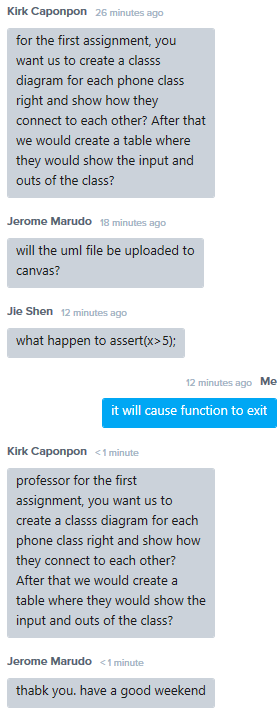 Kirk Caponpon 26 minutes ago
for the first assignment, you
want us to create a classs
diagram for each phone class
right and show how they
connect to each other? After that
we would create a table where
they would show the input and
outs of the class?
Jerome Marudo 18 minutes ago
will the uml file be uploaded to
canvas?
Jie Shen 12 minutes ago
what happen to assert(x>5);
12 minutes ago Me
it will cause function to exit
Kirk Caponpon < 1 minute
professor for the first
assignment, you want us to
create a classs diagram for each
phone class right and show how
they connect to each other?
After that we would create a
table where they would show the
input and outs of the class?
Jerome Marudo < 1 minute
thabk you. have a good weekend